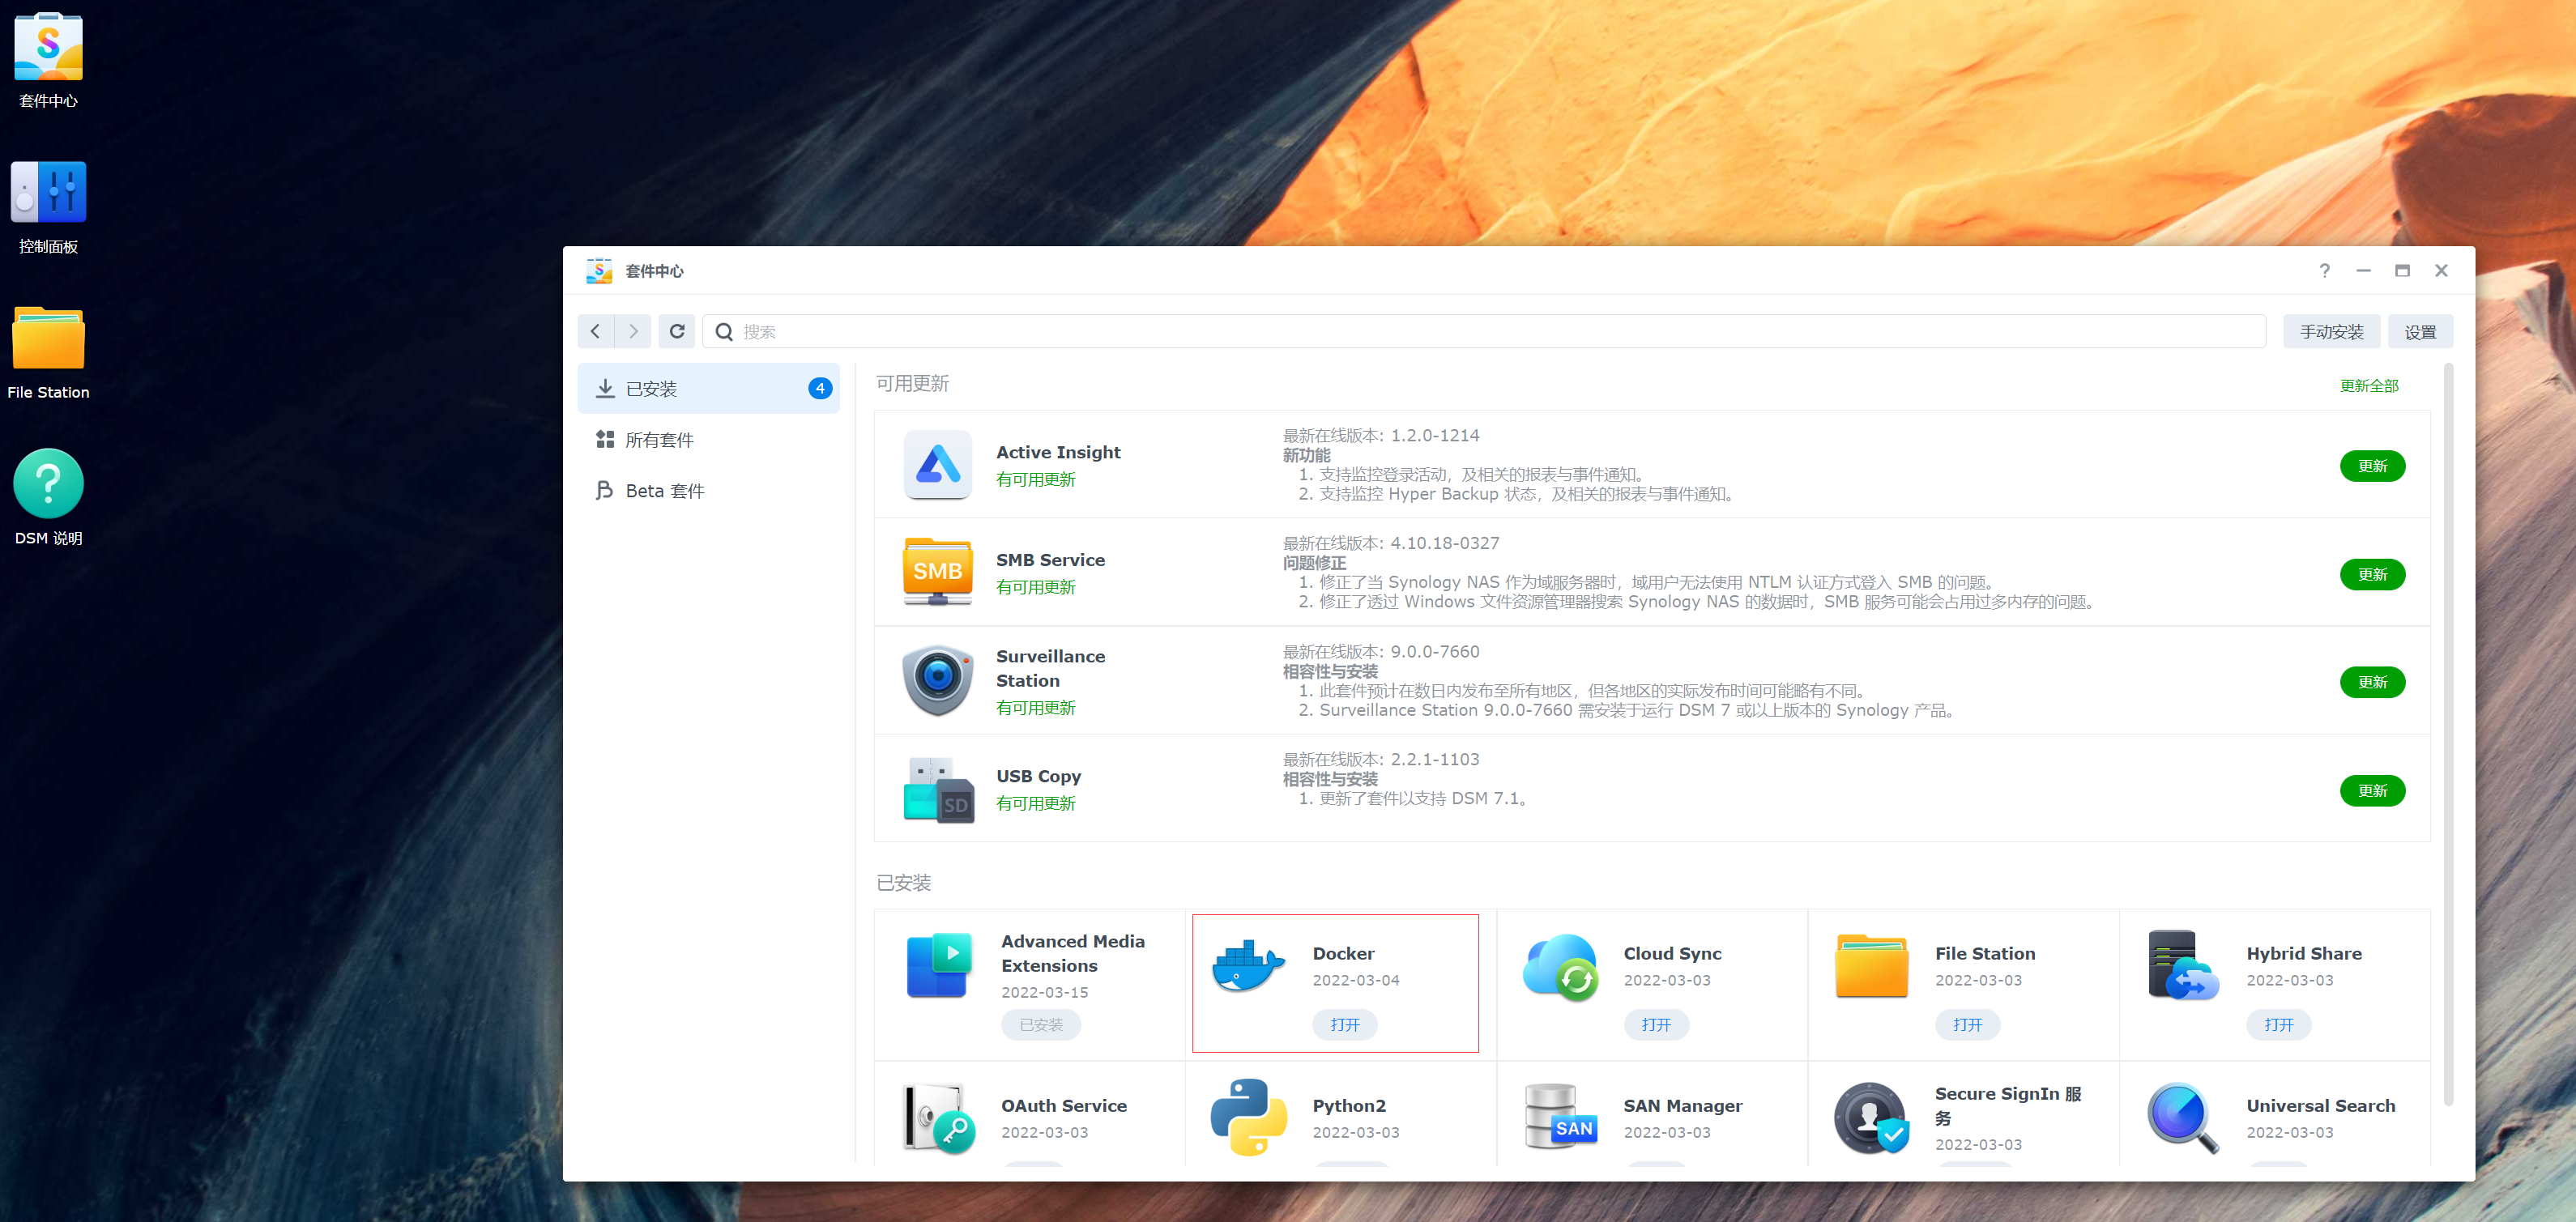 套件中心
控制面板
File Station
DSM 说明
套件中心
搜索
手动安装
设置
已安装
4
所有套件
Beta 套件
可用更新
更新全部
Active Insight
有可用更新
最新在线版本: 1.2.0-1214
新功能
1. 支持监控登录活动，及相关的报表与事件通知。
2. 支持监控 Hyper Backup 状态，及相关的报表与事件通知。
更新
SMB
SMB Service
有可用更新
最新在线版本: 4.10.18-0327
问题修正
1. 修正了当 Synology NAS 作为域服务器时，域用户无法使用 NTLM 认证方式登入 SMB 的问题。
2. 修正了透过 Windows 文件资源管理器搜索 Synology NAS 的数据时，SMB 服务可能会占用过多内存的问题。
更新
Surveillance
Station
有可用更新
最新在线版本: 9.0.0-7660
相容性与安装
1. 此套件预计在数日内发布至所有地区，但各地区的实际发布时间可能略有不同。
2. Surveillance Station 9.0.0-7660 需安装于运行 DSM 7 或以上版本的 Synology 产品。
更新
SD
USB Copy
有可用更新
最新在线版本: 2.2.1-1103
相容性与安装
1. 更新了套件以支持 DSM 7.1。
更新
已安装
Advanced Media
Extensions
2022-03-15
已安装
Docker
2022-03-04
打开
Cloud Sync
2022-03-03
打开
File Station
2022-03-03
打开
Hybrid Share
2022-03-03
打开
OAuth Service
2022-03-03
Python2
2022-03-03
SAN
SAN Manager
2022-03-03
Secure SignIn 服
务
2022-03-03
Universal Search
2022-03-03